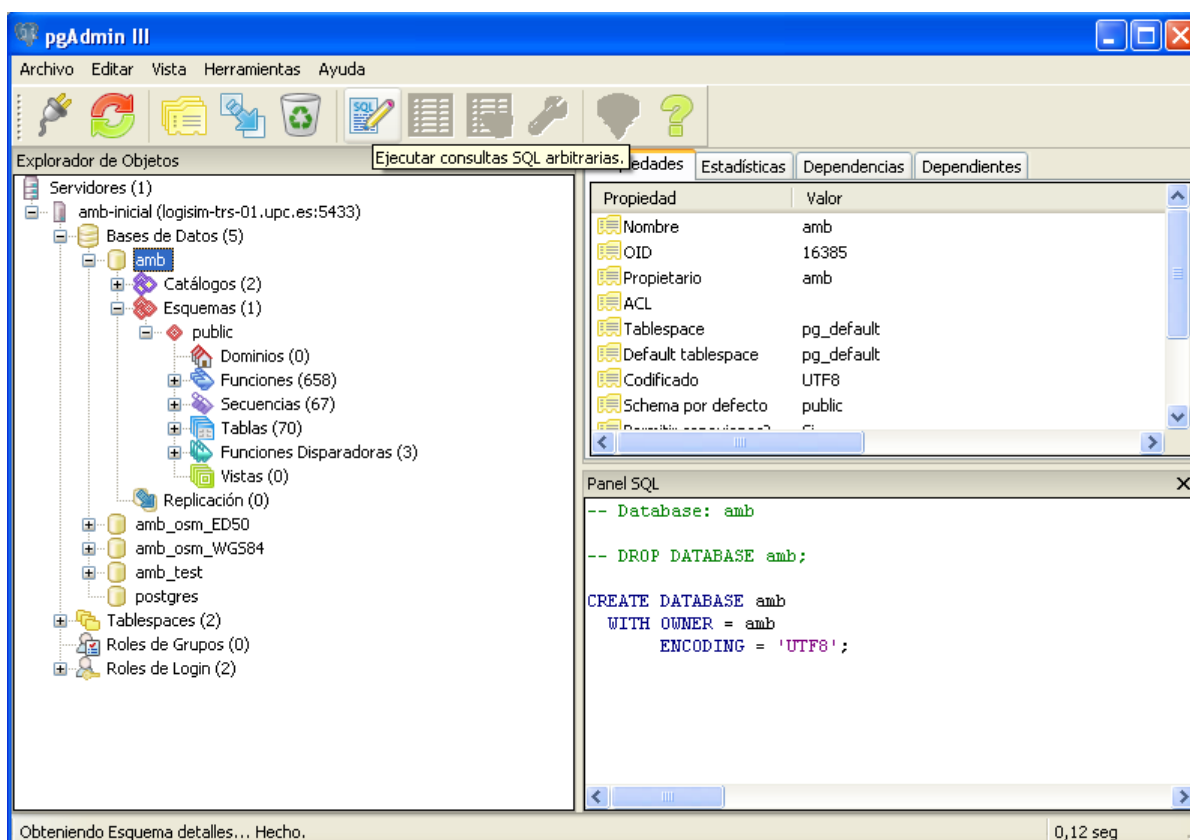 pgAdmin III
Archivo Editar Vista Herramientas Ayuda
SQL
Ejecutar consultas SQL arbitrarias.
Explorador de Objetos
Servidores (1)
amb-inicial (logisim-trs-01.upc.es:5433)
Bases de Datos (5)
amb
Catálogos (2)
Esquemas (1)
public
Dominios (0)
Funciones (658)
Secuencias (67)
Tablas (70)
Funciones Disparadoras (3)
Vistas (0)
Replicación (0)
amb_osm_ED50
amb_osm_WGS84
amb_test
postgres
Tablespaces (2)
Roles de Grupos (0)
Roles de Login (2)
Estadísticas Dependencias Dependientes
Propiedad Valor
Nombre amb
OID 16385
Propietario amb
ACL
Tablespace pg_default
Default tablespace pg_default
Codificado UTF8
Schema por defecto public
Panel SQL
-- Database: amb
-- DROP DATABASE amb;
CREATE DATABASE amb
WITH OWNER = amb
ENCODING = 'UTF8';
Obteniendo Esquema detalles... Hecho.
0,12 seg